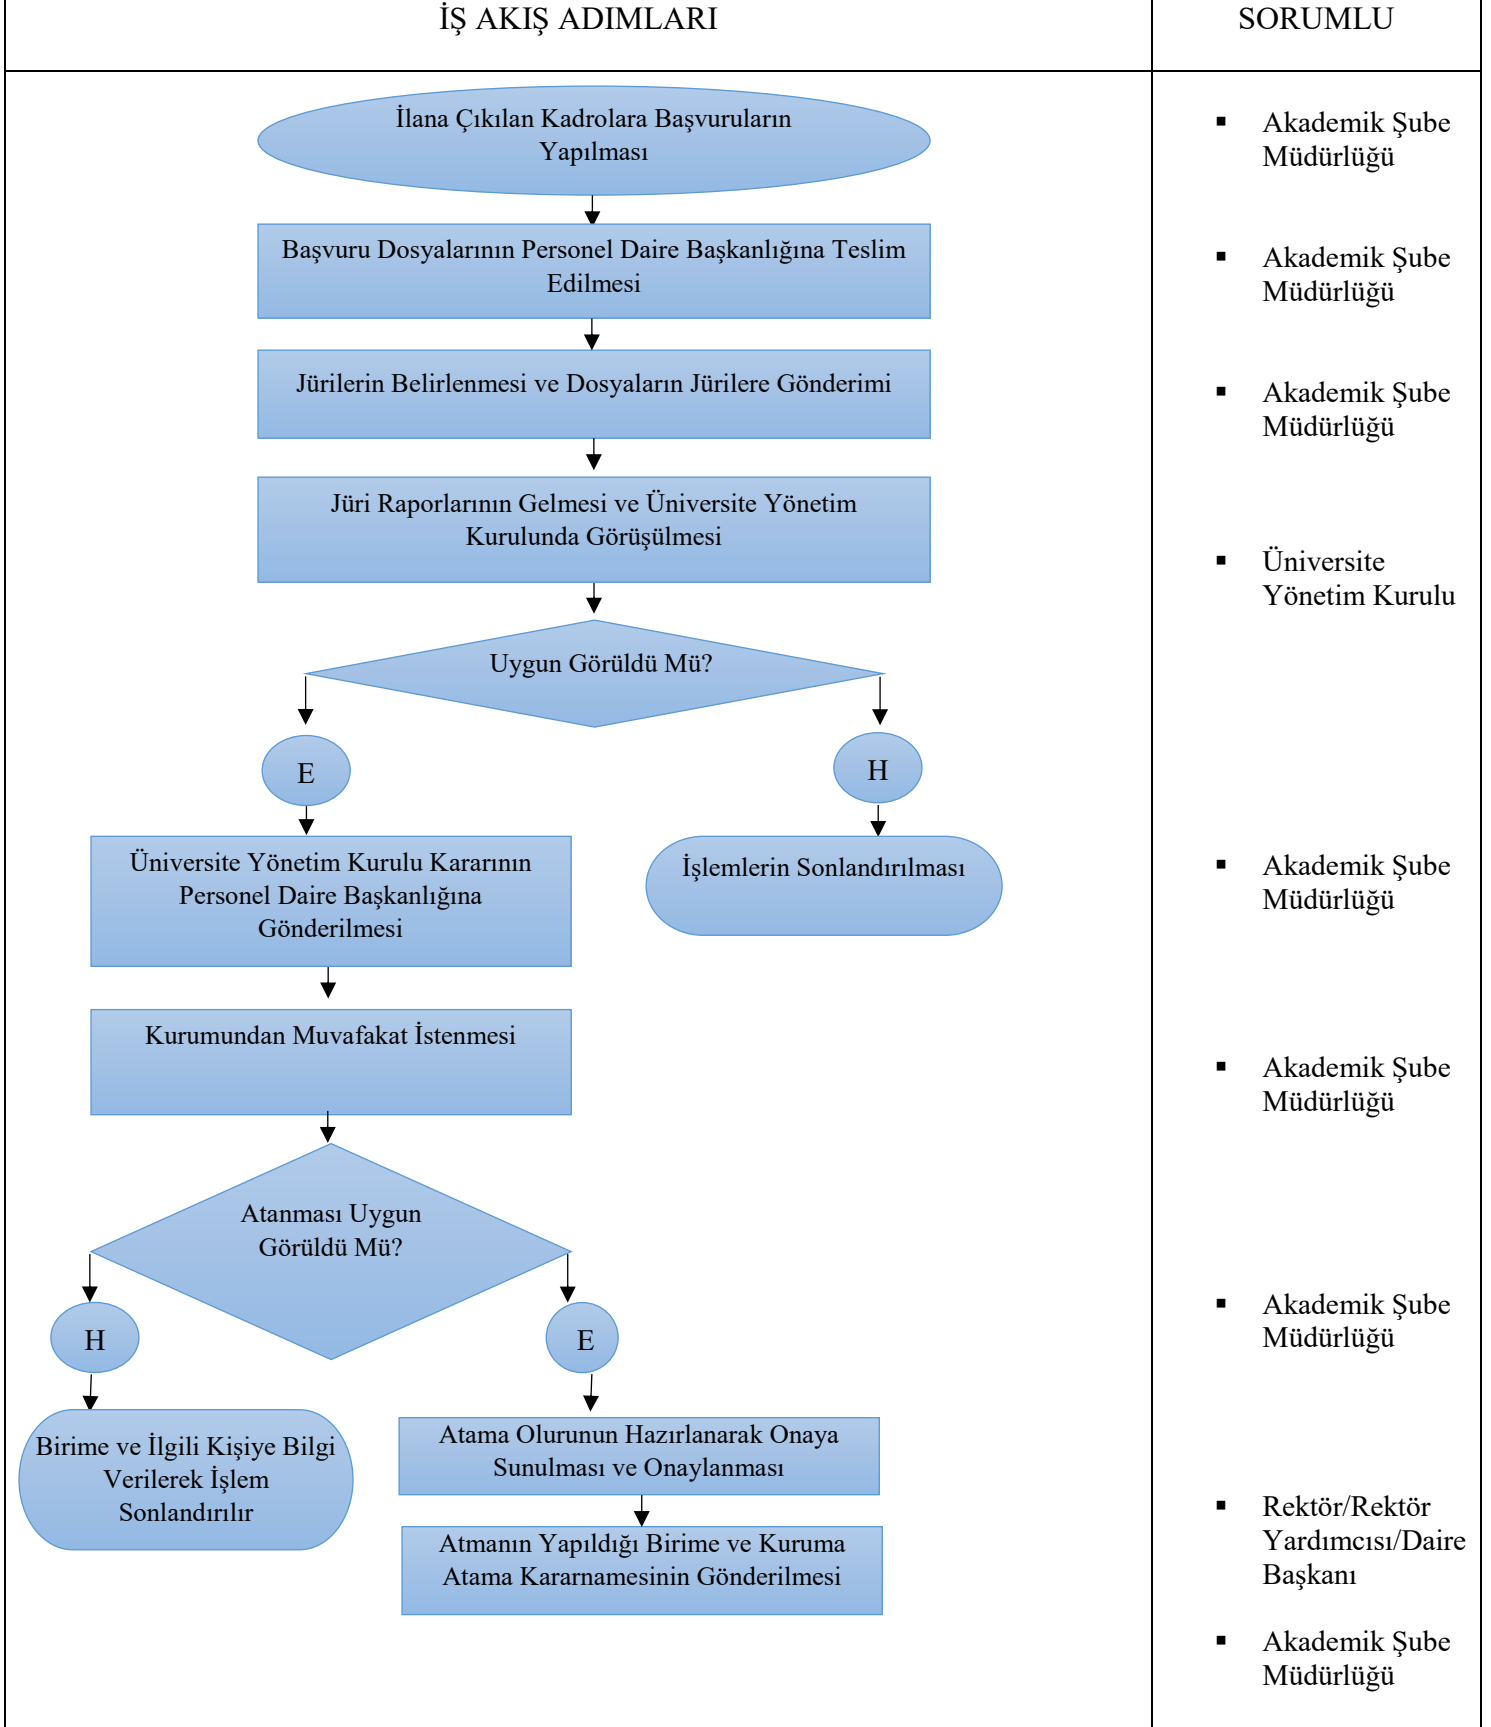 İŞ AKIŞ ADIMLARI
SORUMLU
İlana Çıkılan Kadrolara Başvuruların
Yapılması
Başvuru Dosyalarının Personel Daire Başkanlığına Teslim
Edilmesi
Jürilerin Belirlenmesi ve Dosyaların Jürilere Gönderimi
Jüri Raporlarının Gelmesi ve Üniversite Yönetim
Kurulunda Görüşülmesi
Uygun Görüldü Mü?
E
H
Üniversite Yönetim Kurulu Kararının
Personel Daire Başkanlığına
Gönderilmesi
İşlemlerin Sonlandırılması
Kurumundan Muvafakat İstenmesi
Atanması Uygun
Görüldü Mü?
H
E
Birime ve İlgili Kişiye Bilgi
Verilerek İşlem
Sonlandırılır
Atama Olurunun Hazırlanarak Onaya
Sunulması ve Onaylanması
Atmanın Yapıldığı Birime ve Kuruma
Atama Kararnamesinin Gönderilmesi
▪ Akademik Şube
Müdürlüğü
▪ Akademik Şube
Müdürlüğü
▪ Akademik Şube
Müdürlüğü
▪ Üniversite
Yönetim Kurulu
▪ Akademik Şube
Müdürlüğü
▪ Akademik Şube
Müdürlüğü
▪ Akademik Şube
Müdürlüğü
▪ Rektör/Rektör
Yardımcısı/Daire
Başkanı
▪ Akademik Şube
Müdürlüğü